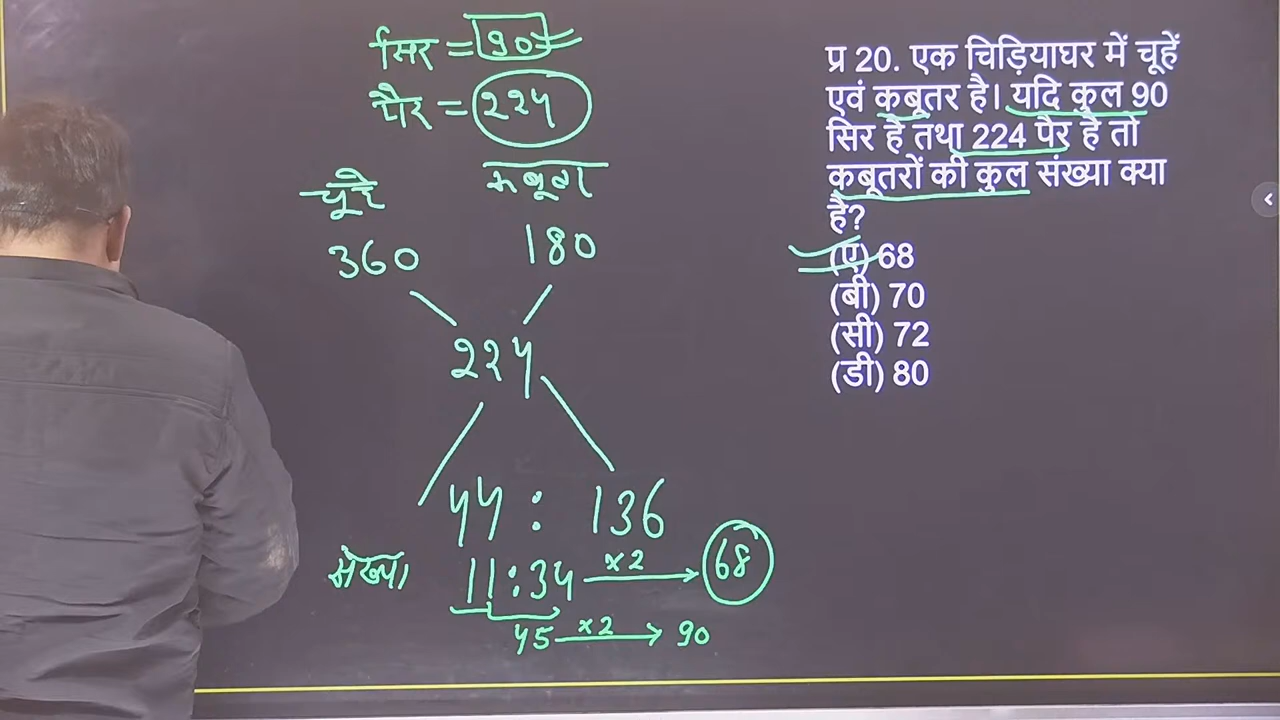 सिर = 90
पैर = 224
चूहे कबूतर
360 180
224
44 : 136
संख्या 11:34 ×2 68
45 ×2 90
प्र 20. एक चिड़ियाघर में चूहें
एवं कबूतर है। यदि कुल 90
सिर है तथा 224 पैर है तो
कबूतरों की कुल संख्या क्या
है?
(ए) 68
(बी) 70
(सी) 72
(डी) 80